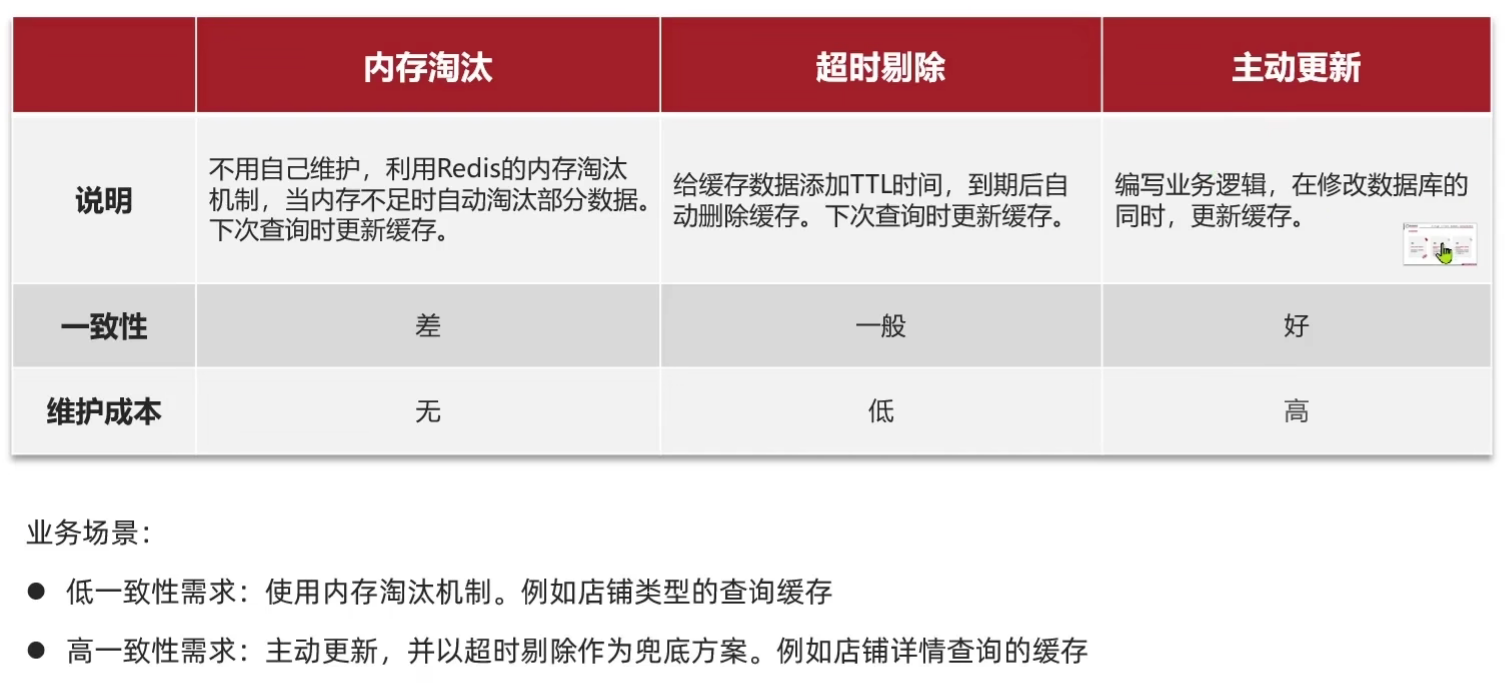 内存淘汰 超时剔除 主动更新
说明
不用自己维护，利用Redis的内存淘汰
机制，当内存不足时自动淘汰部分数据。
下次查询时更新缓存。
给缓存数据添加TTL时间，到期后自
动删除缓存。下次查询时更新缓存。
编写业务逻辑，在修改数据库的
同时，更新缓存。
一致性 差 一般 好
维护成本 无 低 高
业务场景：
● 低一致性需求：使用内存淘汰机制。例如店铺类型的查询缓存
● 高一致性需求：主动更新，并以超时剔除作为兜底方案。例如店铺详情查询的缓存